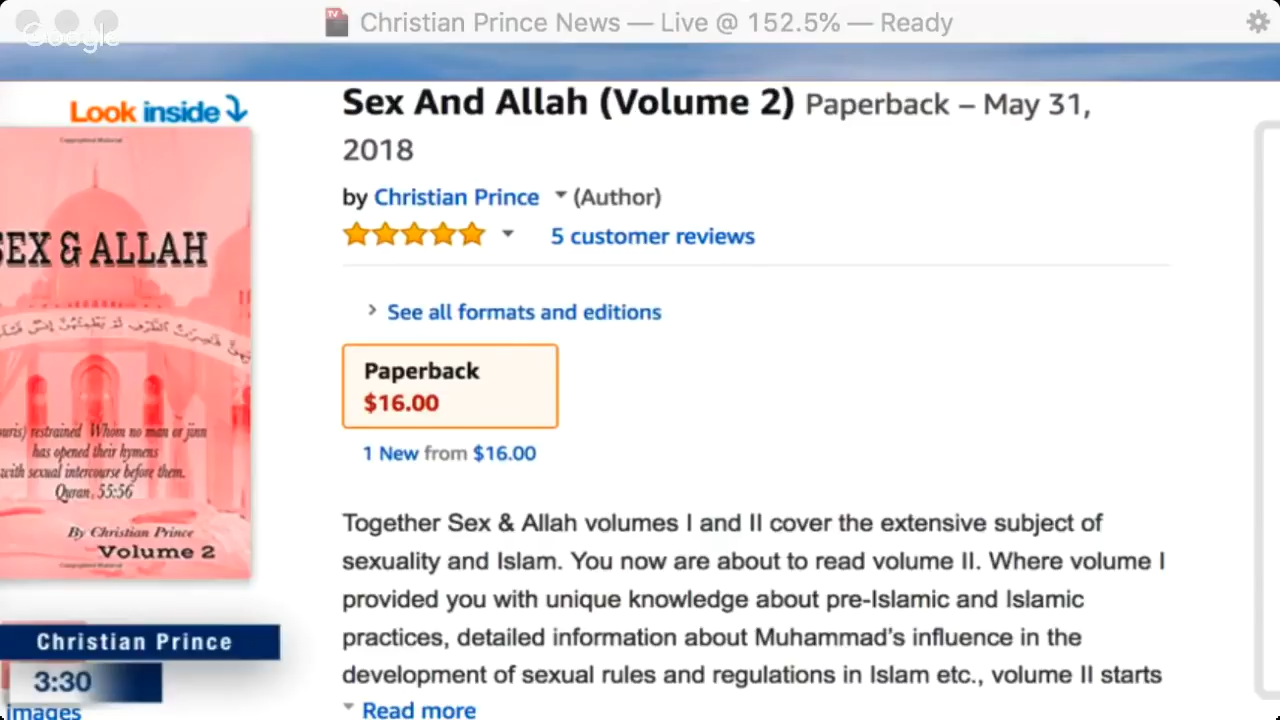 Christian Prince News — Live @ 152.5% — Ready
Google
Look inside
Sex And Allah (Volume 2) Paperback – May 31,
2018
by Christian Prince (Author)
5 customer reviews
See all formats and editions
Paperback
$16.00
1 New from $16.00
Together Sex & Allah volumes I and II cover the extensive subject of
sexuality and Islam. You now are about to read volume II. Where volume I
provided you with unique knowledge about pre-Islamic and Islamic
practices, detailed information about Muhammad's influence in the
development of sexual rules and regulations in Islam etc., volume II starts
Read more
Copyrighted Material
SEX & ALLAH
restrained Whom no man or jinn
has opened their hymens
with sexual intercourse before them.
Quran, 55:56
By Christian Prince
Volume 2
Copyrighted Material
Christian Prince
3:30
images